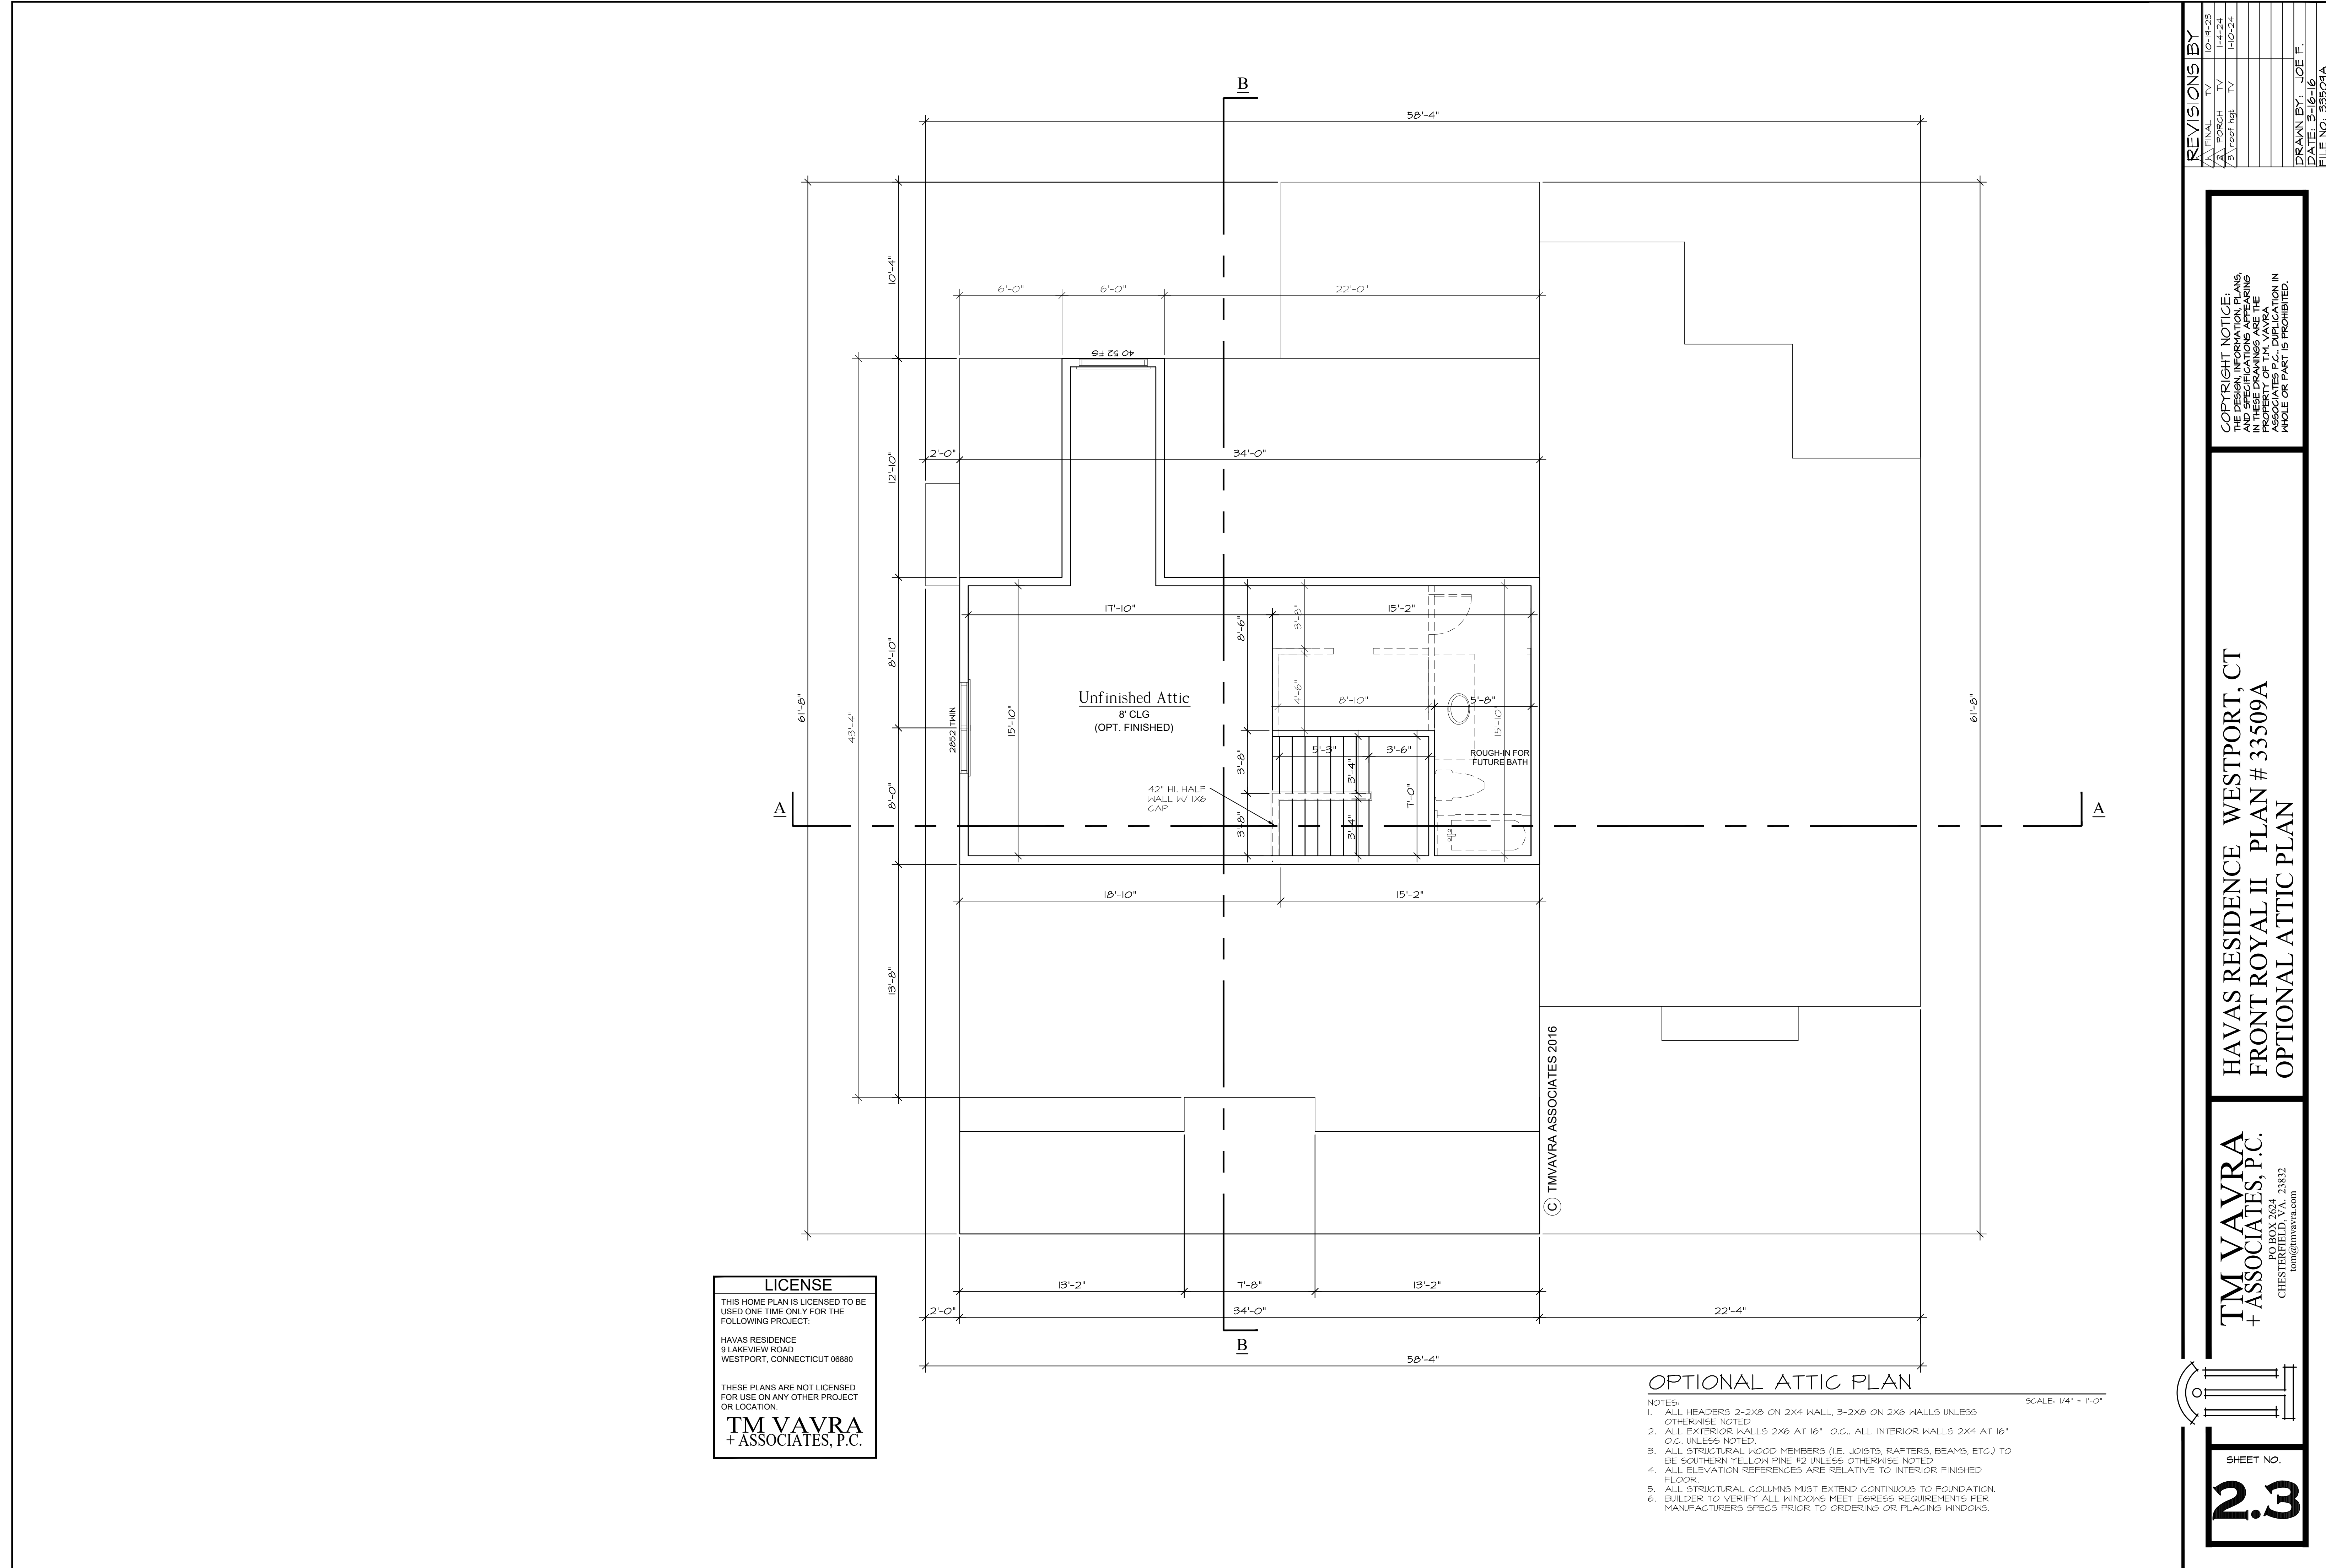 B
58'-4"
10'-4"
6'-0"
6'-0"
22'-0"
40 52 FG
2'-0"
34'-0"
12'-10"
17'-10"
15'-2"
8'-6"
3'-8"
8'-10"
61'-8"
43'-4"
2852 TWIN
15'-10"
Unfinished Attic
8' CLG
(OPT. FINISHED)
4'-6"
8'-10"
5'-8"
15'-10"
61'-8"
3'-8"
5'-3"
3'-6"
3'-4"
7'-0"
ROUGH-IN FOR
FUTURE BATH
42" HI. HALF
WALL W/ 1X6
CAP
8'-0"
3'-8"
3'-4"
A
A
18'-10"
15'-2"
13'-8"
C TMVAVRA ASSOCIATES 2016
13'-2"
7'-8"
13'-2"
2'-0"
34'-0"
22'-4"
B
58'-4"
LICENSE
THIS HOME PLAN IS LICENSED TO BE
USED ONE TIME ONLY FOR THE
FOLLOWING PROJECT:
HAVAS RESIDENCE
9 LAKEVIEW ROAD
WESTPORT, CONNECTICUT 06880
THESE PLANS ARE NOT LICENSED
FOR USE ON ANY OTHER PROJECT
OR LOCATION.
TM VAVRA
+ ASSOCIATES, P.C.
OPTIONAL ATTIC PLAN
SCALE: 1/4" = 1'-0"
NOTES:
1. ALL HEADERS 2-2X8 ON 2X4 WALL, 3-2X8 ON 2X6 WALLS UNLESS
OTHERWISE NOTED
2. ALL EXTERIOR WALLS 2X6 AT 16" O.C.. ALL INTERIOR WALLS 2X4 AT 16"
O.C. UNLESS NOTED.
3. ALL STRUCTURAL WOOD MEMBERS (I.E. JOISTS, RAFTERS, BEAMS, ETC.) TO
BE SOUTHERN YELLOW PINE #2 UNLESS OTHERWISE NOTED
4. ALL ELEVATION REFERENCES ARE RELATIVE TO INTERIOR FINISHED
FLOOR.
5. ALL STRUCTURAL COLUMNS MUST EXTEND CONTINUOUS TO FOUNDATION.
6. BUILDER TO VERIFY ALL WINDOWS MEET EGRESS REQUIREMENTS PER
MANUFACTURERS SPECS PRIOR TO ORDERING OR PLACING WINDOWS.
REVISIONS BY
1 FINAL TV 10-19-23
2 PORCH TV 1-4-24
3 roof hgt TV 1-10-24
DRAWN BY: JOE F.
DATE: 3-16-16
FILE NO: 33509A
COPYRIGHT NOTICE:
THE DESIGN, INFORMATION, PLANS,
AND SPECIFICATIONS APPEARING
IN THESE DRAWINGS ARE THE
PROPERTY OF T.M. VAVRA
ASSOCIATES P.C.. DUPLICATION IN
WHOLE OR PART IS PROHIBITED.
HAVAS RESIDENCE WESTPORT, CT
FRONT ROYAL II PLAN # 33509A
OPTIONAL ATTIC PLAN
TM VAVRA
+ ASSOCIATES, P.C.
PO BOX 2624
CHESTERFIELD, VA. 23832
tom@tmvavra.com
SHEET NO.
2.3